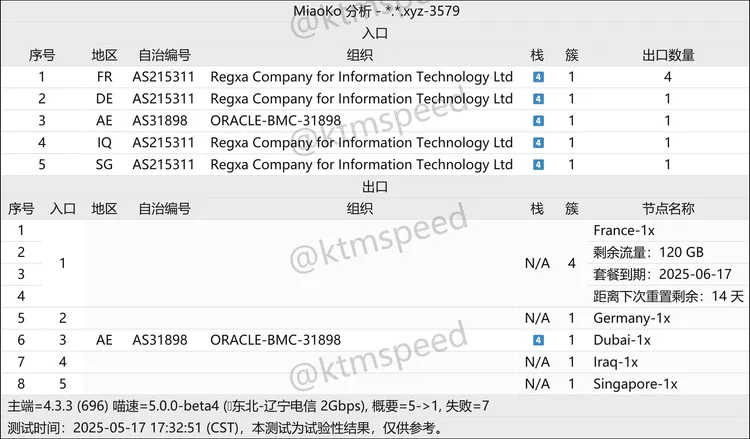 MiaoKo 分析 - *.*.xyz-3579
入口
序号 地区 自治编号 组织 栈 簇 出口数量
1 FR AS215311 Regxa Company for Information Technology Ltd 4 1 4
2 DE AS215311 Regxa Company for Information Technology Ltd 4 1 1
3 AE AS31898 ORACLE-BMC-31898 4 1 1
4 IQ AS215311 Regxa Company for Information Technology Ltd 4 1 1
5 SG AS215311 Regxa Company for Information Technology Ltd 4 1 1
出口
序号 入口 地区 自治编号 组织 栈 簇 节点名称
1 1 N/A 4 France-1x
2 剩余流量：120 GB
3 套餐到期：2025-06-17
4 距离下次重置剩余：14 天
5 2 N/A 1 Germany-1x
6 3 AE AS31898 ORACLE-BMC-31898 4 1 Dubai-1x
7 4 N/A 1 Iraq-1x
8 5 N/A 1 Singapore-1x
主端=4.3.3 (696) 喵速=5.0.0-beta4 (东北-辽宁电信 2Gbps), 概要=5->1, 失败=7
测试时间：2025-05-17 17:32:51 (CST)，本测试为试验性结果，仅供参考。
@ktmspeed
@ktmspeed
@ktmspeed
@ktmspeed